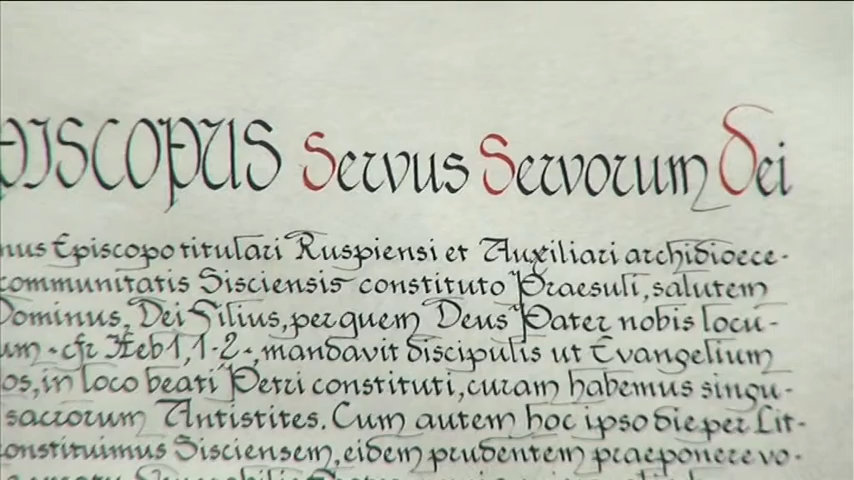 PISCOPUS Servus Servorum Dei
nus Episcopo titulari Ruspiensi et Auxiliari archidioece-
communitatis Sisciensis constituto Praesuli, salutem
Dominus, Dei Filius, per quem Deus Pater nobis locu-
um - cfr Heb 1, 1-2 -, mandavit discipulis ut Evangelium
os, in loco beati Petri constituti, curam habemus singu-
sacrorum Antistites. Cum autem hoc ipso die per Lit-
onstituimus Sisciensem, eidem prudentem praeponere vo-